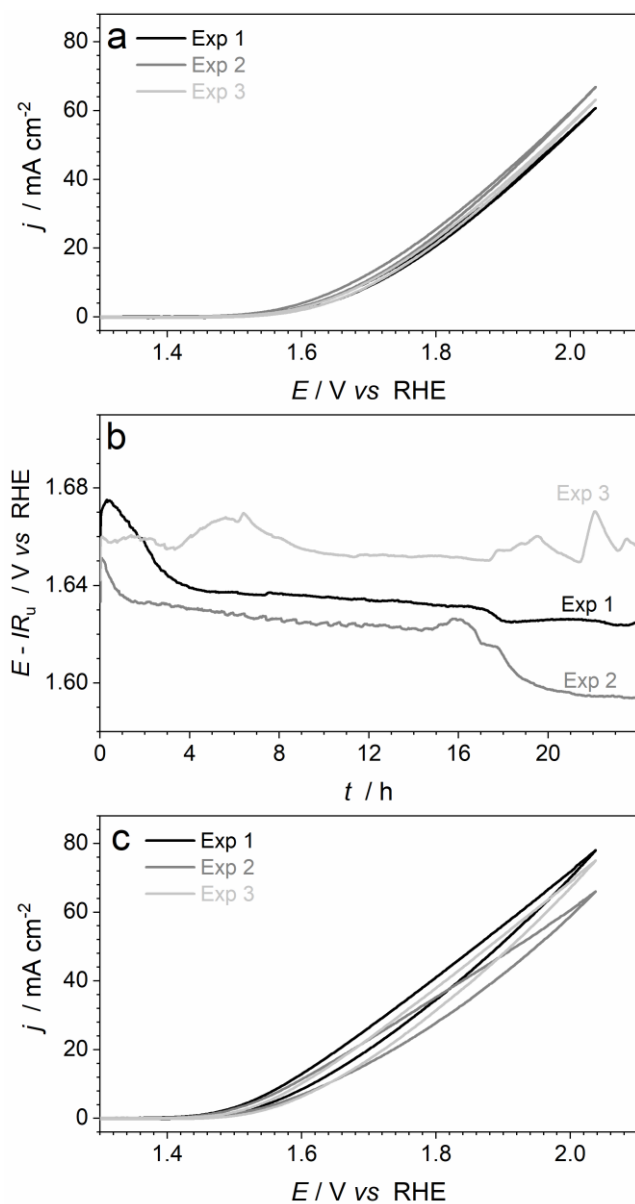 a
Exp 1
Exp 2
Exp 3
80
60
40
20
0
j / mA cm⁻²
1.4 1.6 1.8 2.0
E / V vs RHE
b
1.68
1.64
1.60
E - IRᵤ / V vs RHE
Exp 3
Exp 1
Exp 2
0 4 8 12 16 20
t / h
c
Exp 1
Exp 2
Exp 3
80
60
40
20
0
j / mA cm⁻²
1.4 1.6 1.8 2.0
E / V vs RHE